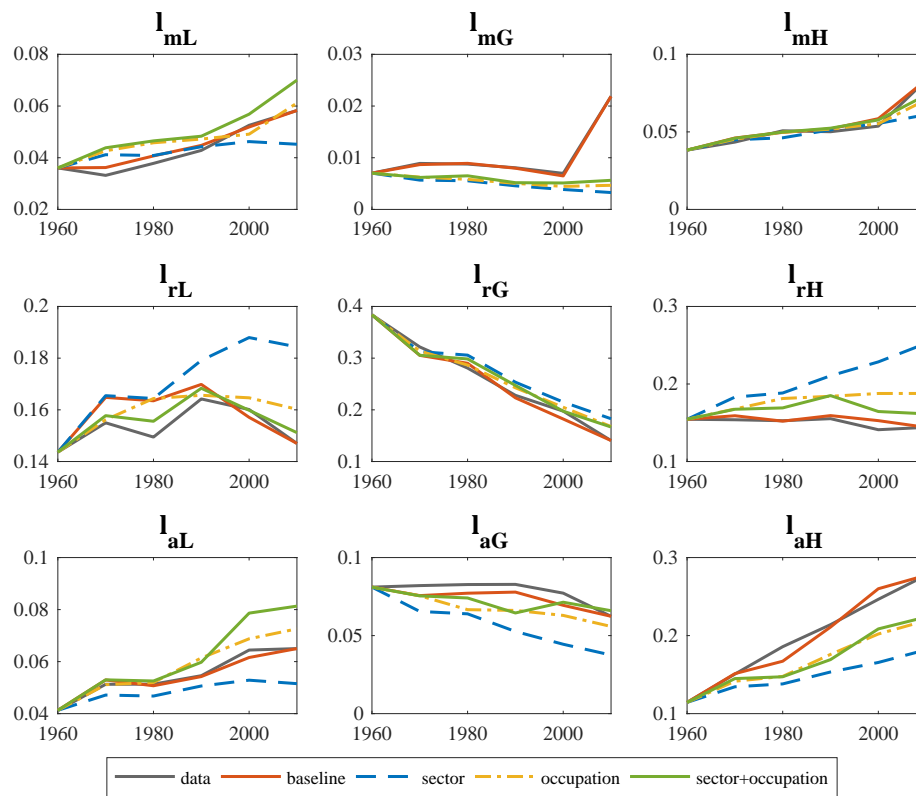 l_mL l_mG l_mH
0.08 0.03 0.1
0.06 0.02
0.04 0.01 0.05
0.02 0 0
1960 1980 2000 1960 1980 2000 1960 1980 2000
l_rL l_rG l_rH
0.2 0.4 0.3
0.18 0.3
0.16 0.2 0.2
0.14 0.1 0.1
1960 1980 2000 1960 1980 2000 1960 1980 2000
l_aL l_aG l_aH
0.1 0.1 0.3
0.08
0.05 0.2
0.06
0.04 0 0.1
1960 1980 2000 1960 1980 2000 1960 1980 2000
data baseline sector occupation sector+occupation